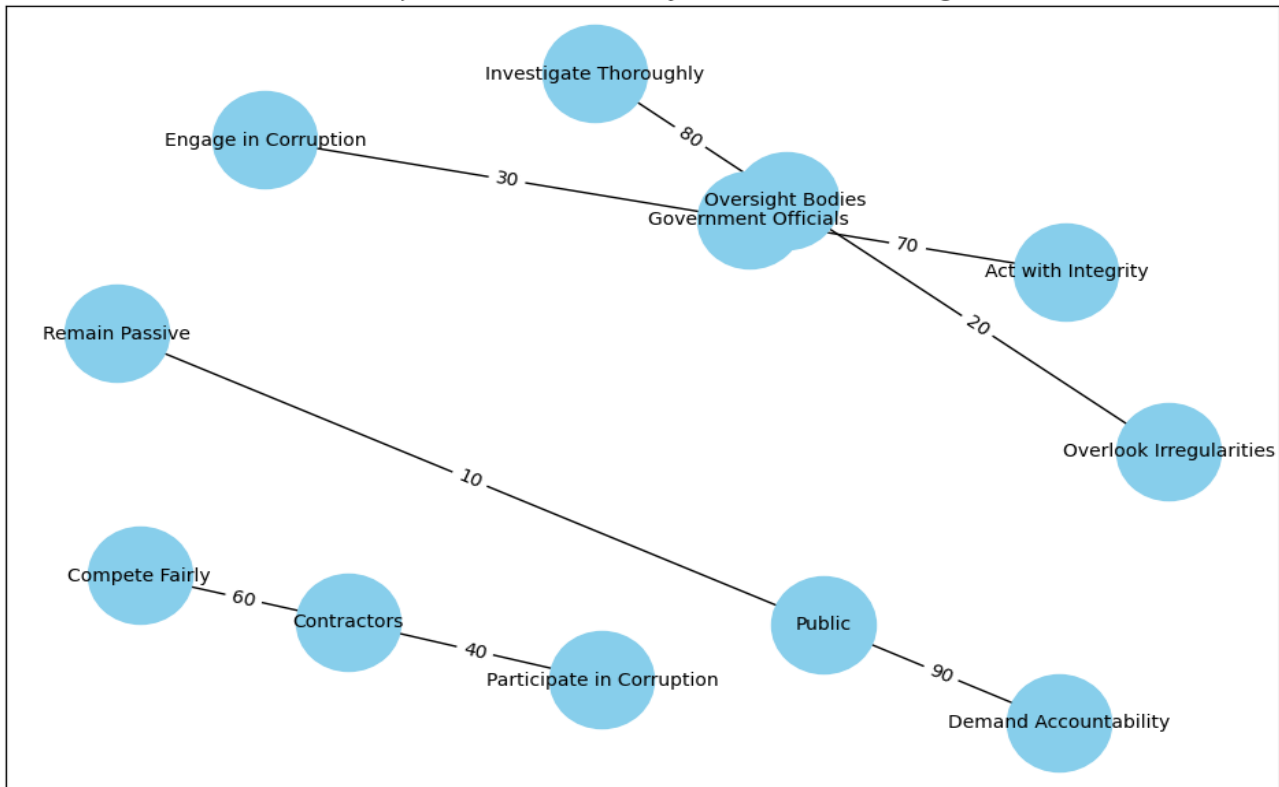 Investigate Thoroughly
80
Engage in Corruption
30
Oversight Bodies
Government Officials
70
Act with Integrity
20
Remain Passive
Overlook Irregularities
10
Compete Fairly
60
Contractors
40
Participate in Corruption
Public
90
Demand Accountability